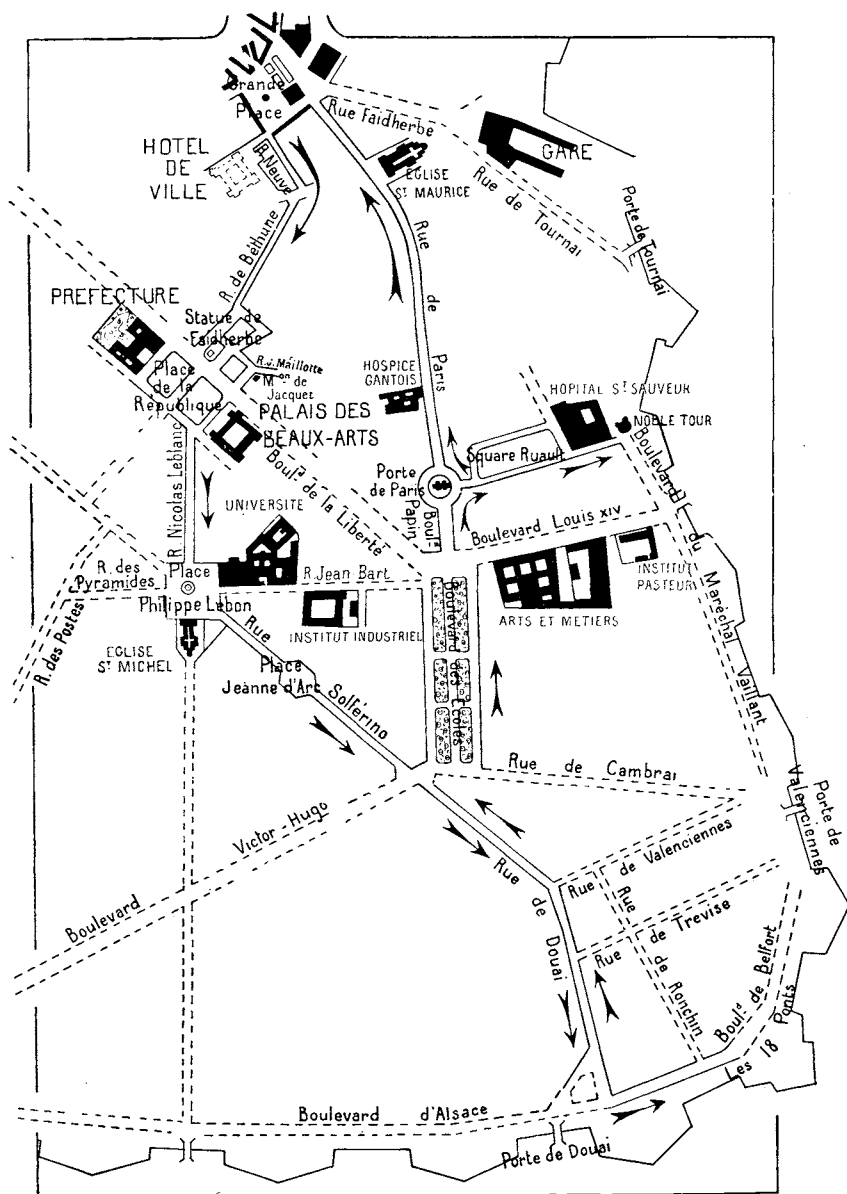 Grande
Place
Rue Faidherbe
GARE
HOTEL
DE
VILLE
R. Neuve
EGLISE
St MAURICE
Rue de Tournai
Porte de Tournai
R. de Béthune
Rue de Paris
PREFECTURE
Statue de
Faidherbe
R. J. Maillotte
Mon de
Jacquet
Place
de la
République
HOSPICE
GANTOIS
PALAIS DES
BEAUX-ARTS
HOPITAL St SAUVEUR
NOBLE TOUR
Square Ruault
Porte
de Paris
Boul.d Papin
Boul.d de la Liberté
R. Nicolas Leblanc
UNIVERSITE
Boulevard Louis XIV
Boulevard du Maréchal Vaillant
R. des
Pyramides
Place
Philippe Lebon
R. Jean Bart
INSTITUT
PASTEUR
ARTS ET METIERS
INSTITUT INDUSTRIEL
Boulevard des Ecoles
R. des Postes
EGLISE
St MICHEL
Rue Solférino
Place
Jeanne d'Arc
Rue de Cambrai
Porte de
Valenciennes
Boulevard Victor-Hugo
Rue de Douai
Rue de Valenciennes
Rue de Trevise
Rue de Ronchin
Boul.d de Belfort
Les 18 Ponts
Boulevard d'Alsace
Porte de Douai